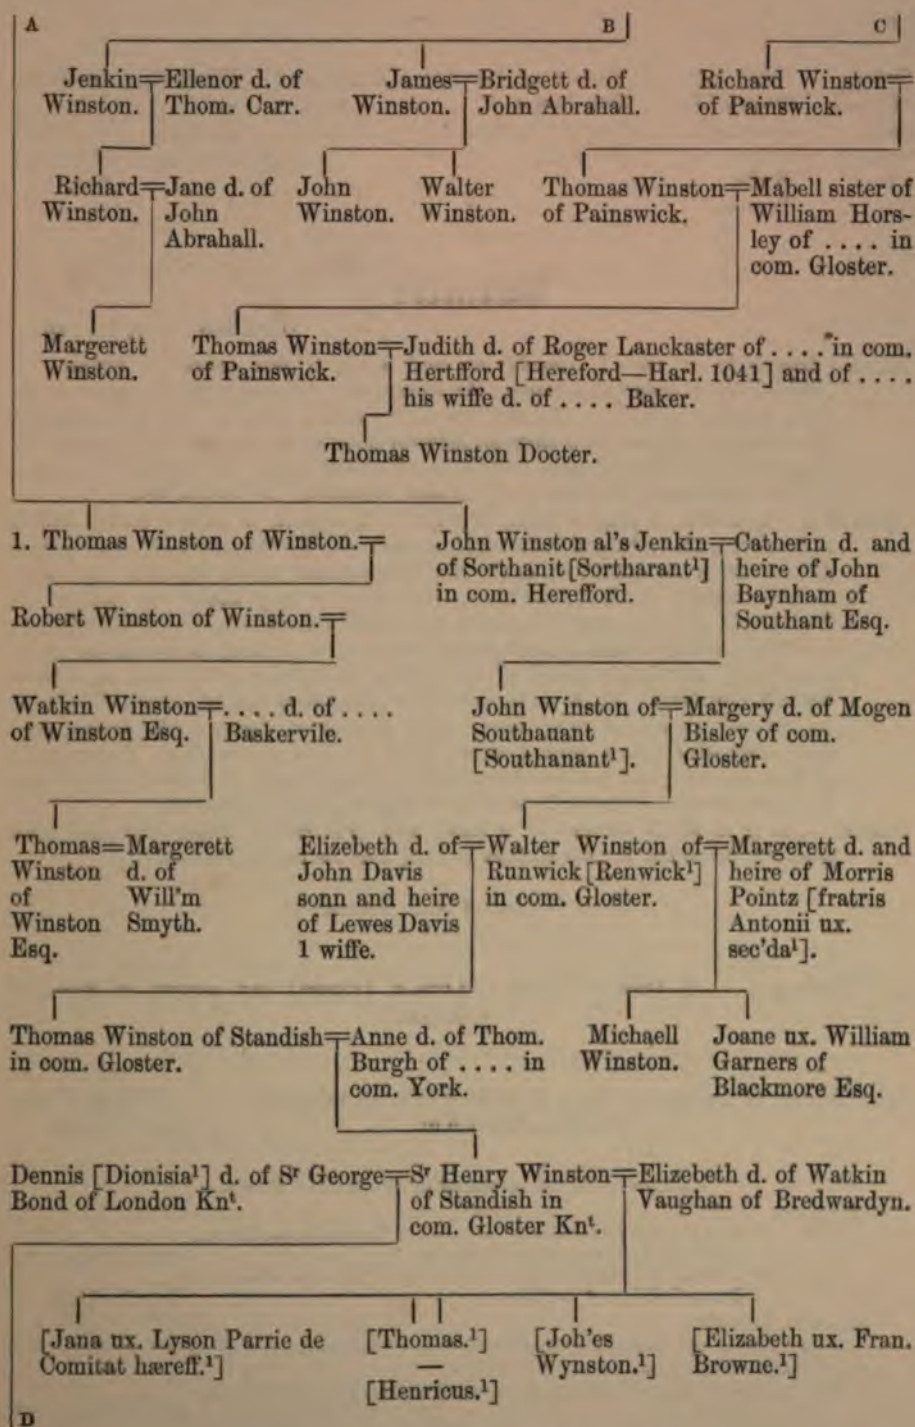 A B C
Jenkin=Ellenor d. of James=Bridgett d. of Richard Winston=
Winston. Thom. Carr. Winston. John Abrahall. of Painswick.
Richard=Jane d. of John Walter Thomas Winston=Mabell sister of
Winston. John Winston. Winston. of Painswick. William Hors-
Abrahall. ley of . . . . in
com. Gloster.
Margerett Thomas Winston=Judith d. of Roger Lanckaster of . . . . in com.
Winston. of Painswick. Hertfford [Hereford—Harl. 1041] and of . . . .
his wiffe d. of . . . . Baker.
Thomas Winston Docter.
1. Thomas Winston of Winston.= John Winston al's Jenkin=Catherin d. and
of Sorthanit [Sortharant¹] heire of John
in com. Herefford. Baynham of
Robert Winston of Winston.= Southant Esq.
Watkin Winston=. . . . d. of . . . . John Winston of=Margery d. of Mogen
of Winston Esq. Baskervile. Southauant Bisley of com.
[Southanant¹]. Gloster.
Thomas=Margerett Elizebeth d. of=Walter Winston of=Margerett d. and
Winston d. of John Davis Runwick [Renwick¹] heire of Morris
of Will'm sonn and heire in com. Gloster. Pointz [fratris
Winston Smyth. of Lewes Davis Antonii ux.
Esq. 1 wiffe. sec'da¹].
Thomas Winston of Standish=Anne d. of Thom. Michaell Joane ux. William
in com. Gloster. Burgh of . . . . in Winston. Garners of
com. York. Blackmore Esq.
Dennis [Dionisia¹] d. of Sʳ George=Sʳ Henry Winston=Elizebeth d. of Watkin
Bond of London Knᵗ. of Standish in Vaughan of Bredwardyn.
com. Gloster Knᵗ.
[Jana ux. Lyson Parrie de [Thomas.¹] [Joh'es [Elizabeth ux. Fran.
Comitat hæreff.¹] — Wynston.¹] Browne.¹]
[Henricus.¹]
D